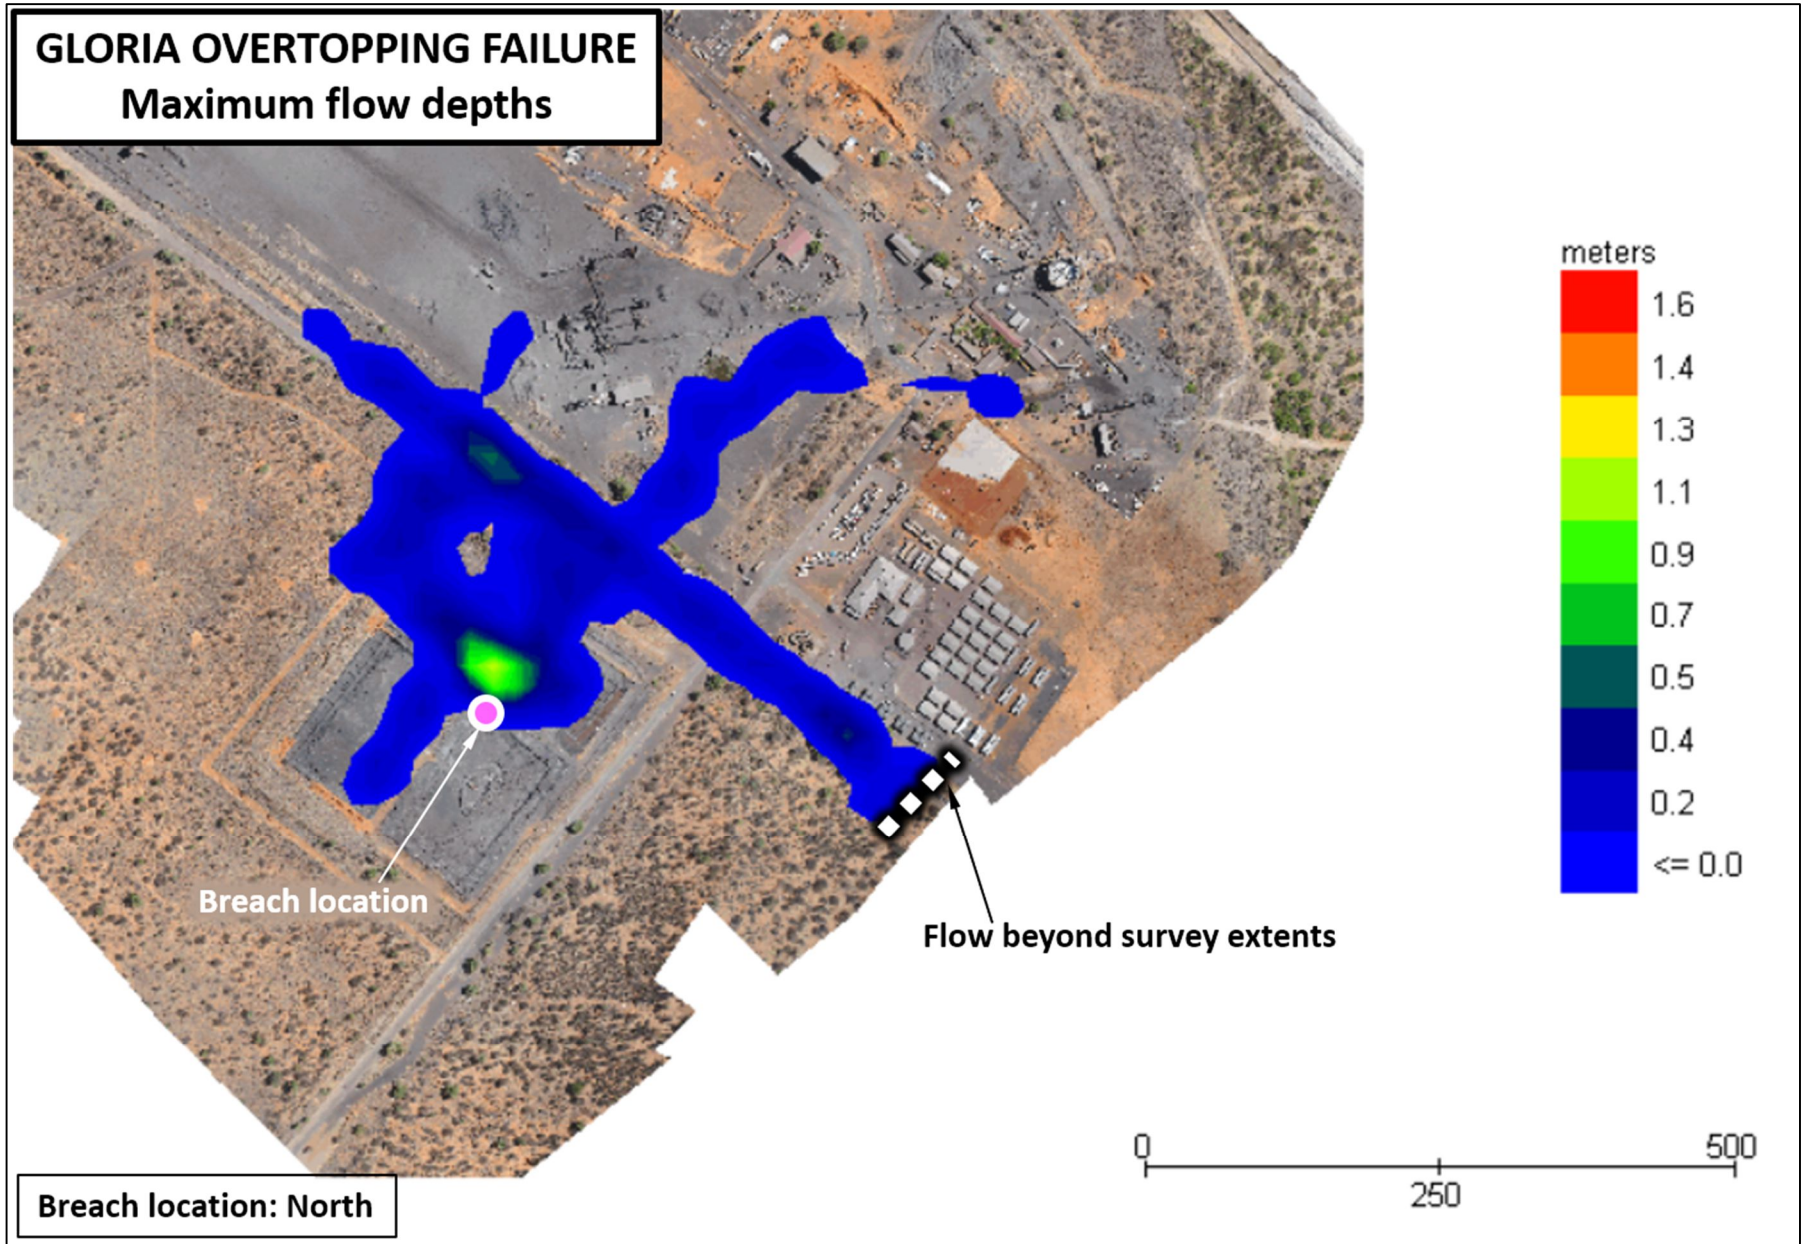 GLORIA OVERTOPPING FAILURE
Maximum flow depths
meters
1.6
1.4
1.3
1.1
0.9
0.7
0.5
0.4
0.2
<= 0.0
Breach location
Flow beyond survey extents
0
500
250
Breach location: North